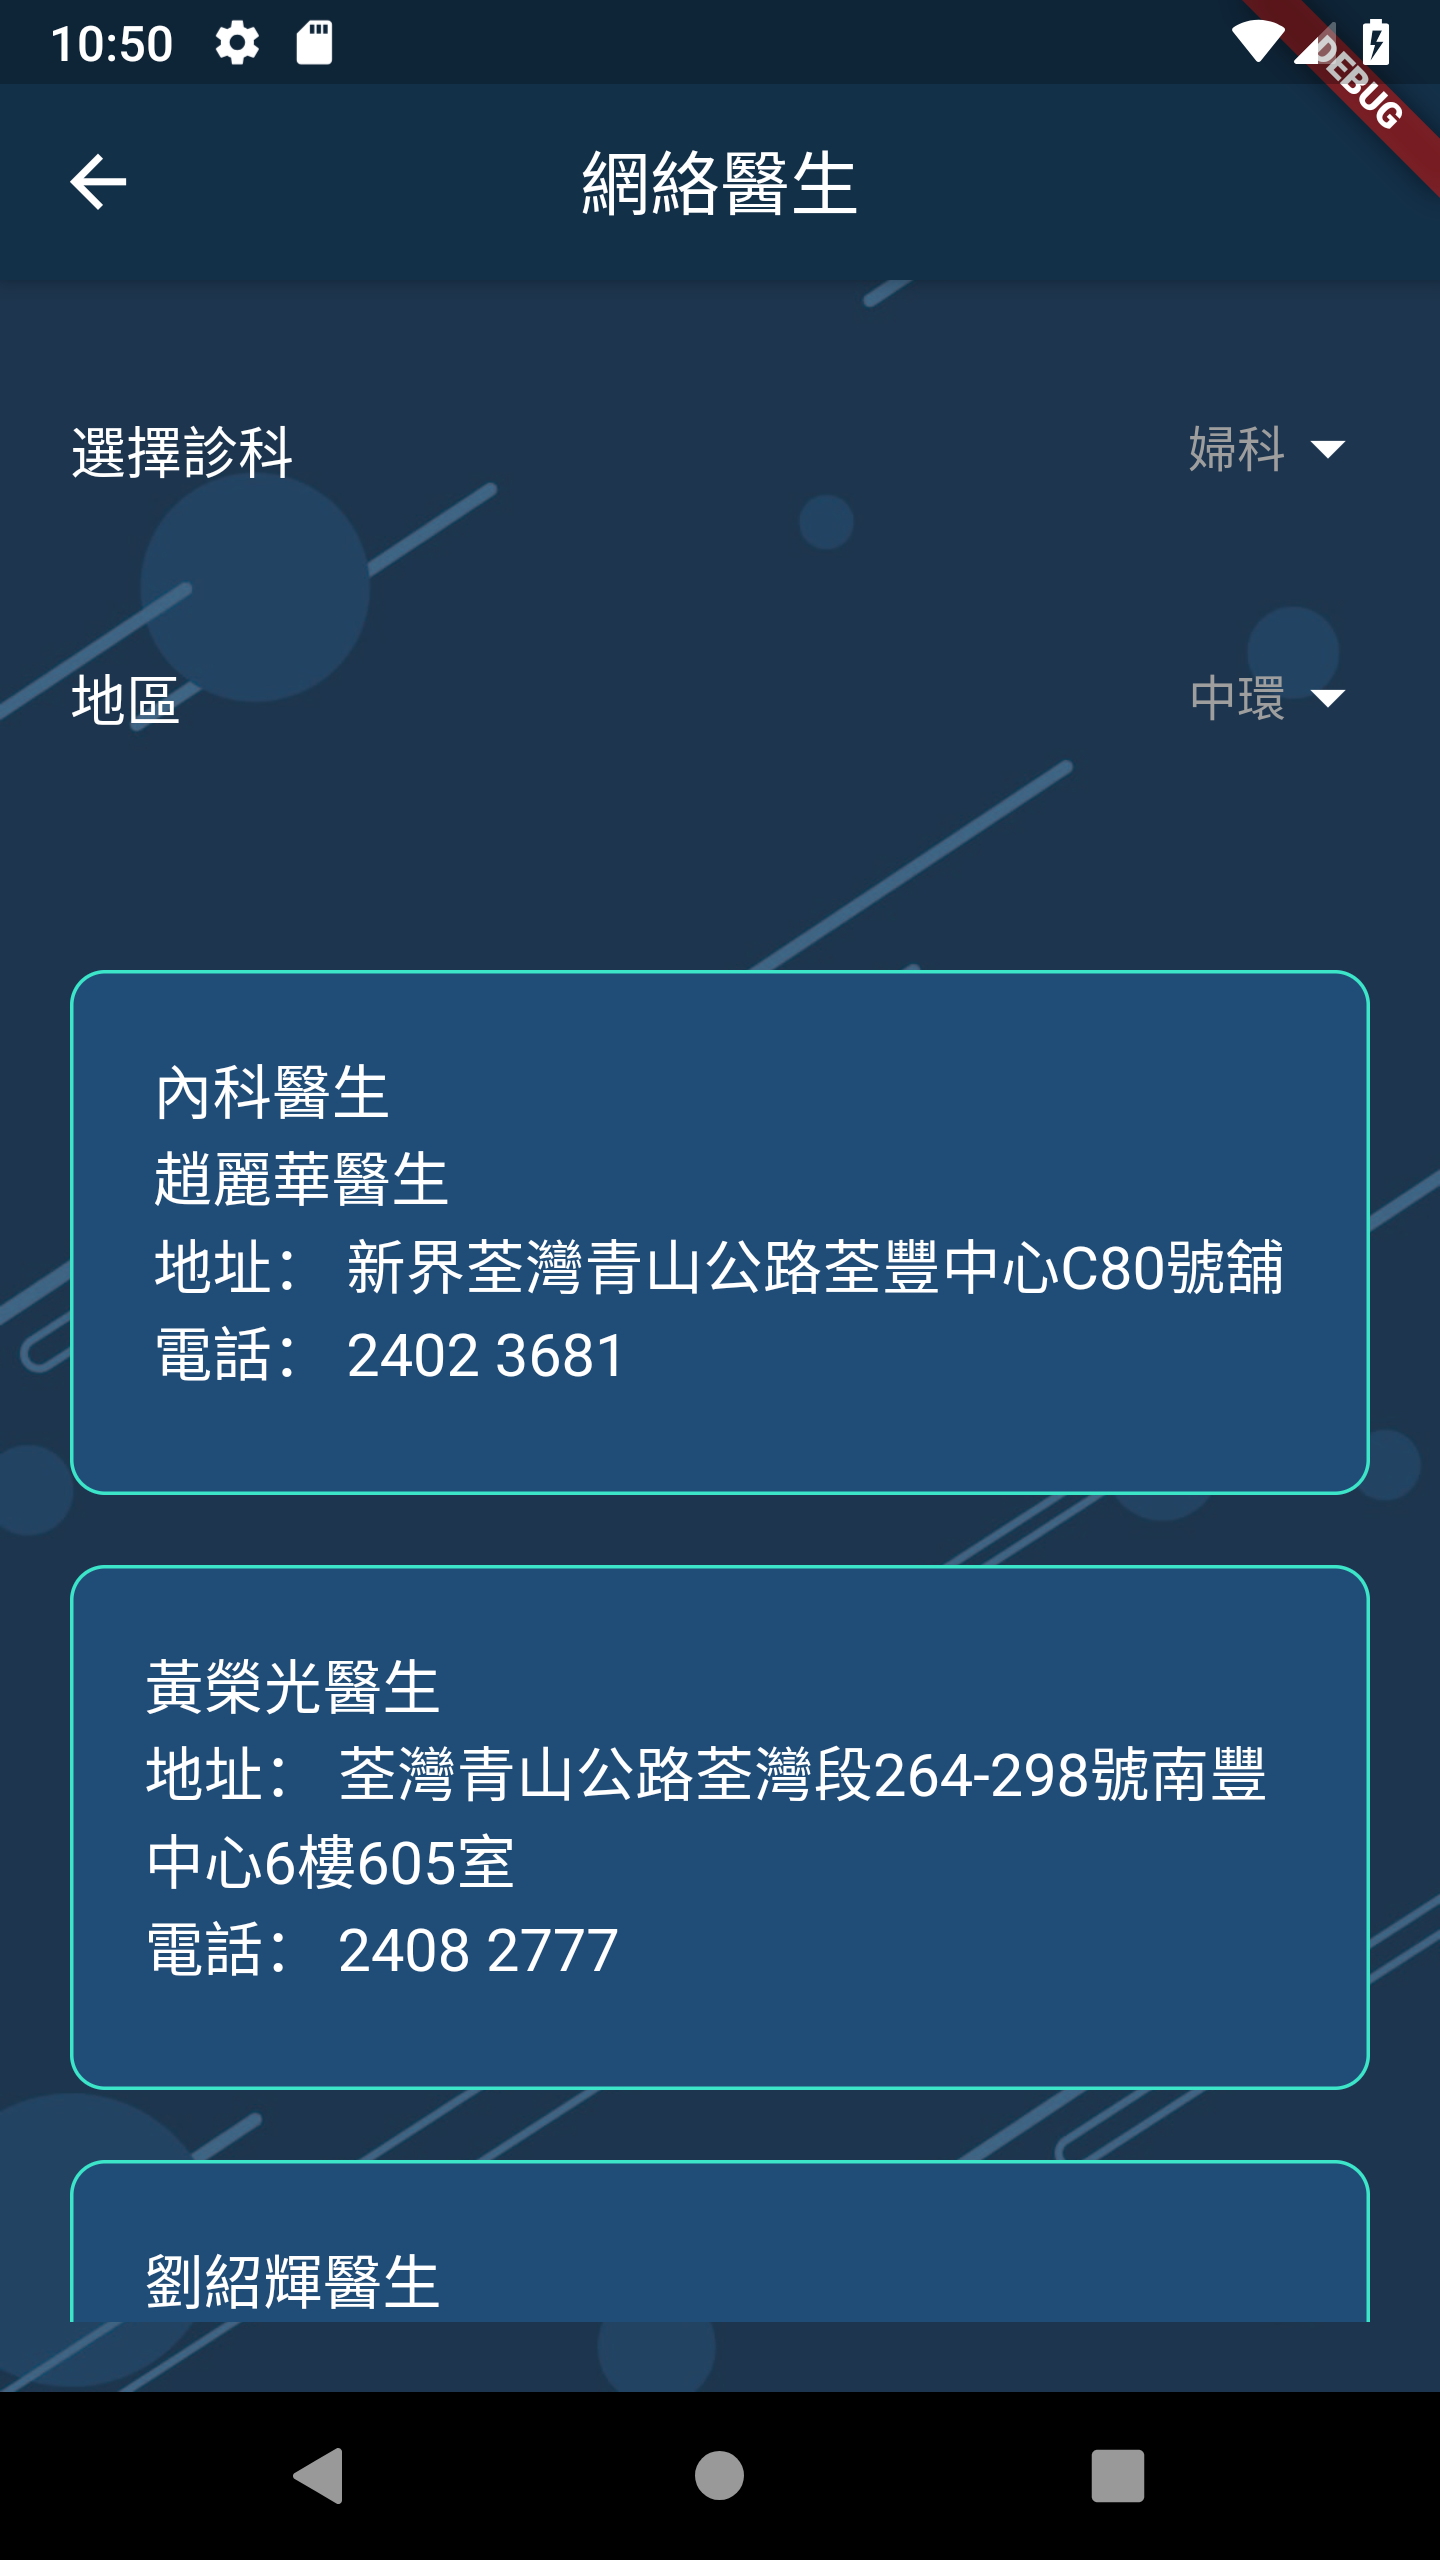 10:50
DEBUG
網絡醫生
選擇診科
婦科
地區
中環
內科醫生
趙麗華醫生
地址： 新界荃灣青山公路荃豐中心C80號舖
電話： 2402 3681
黃榮光醫生
地址： 荃灣青山公路荃灣段264-298號南豐
中心6樓605室
電話： 2408 2777
劉紹輝醫生